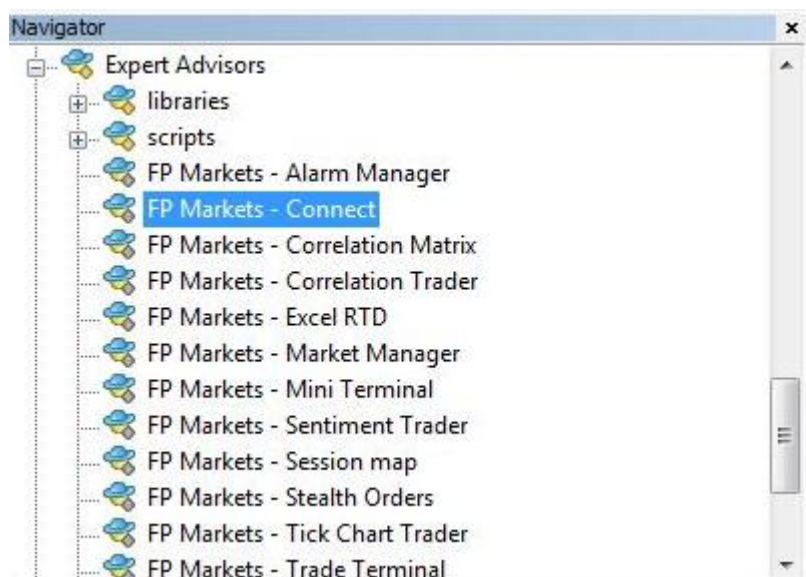 Navigator
Expert Advisors
libraries
scripts
FP Markets - Alarm Manager
FP Markets - Connect
FP Markets - Correlation Matrix
FP Markets - Correlation Trader
FP Markets - Excel RTD
FP Markets - Market Manager
FP Markets - Mini Terminal
FP Markets - Sentiment Trader
FP Markets - Session map
FP Markets - Stealth Orders
FP Markets - Tick Chart Trader
FP Markets - Trade Terminal